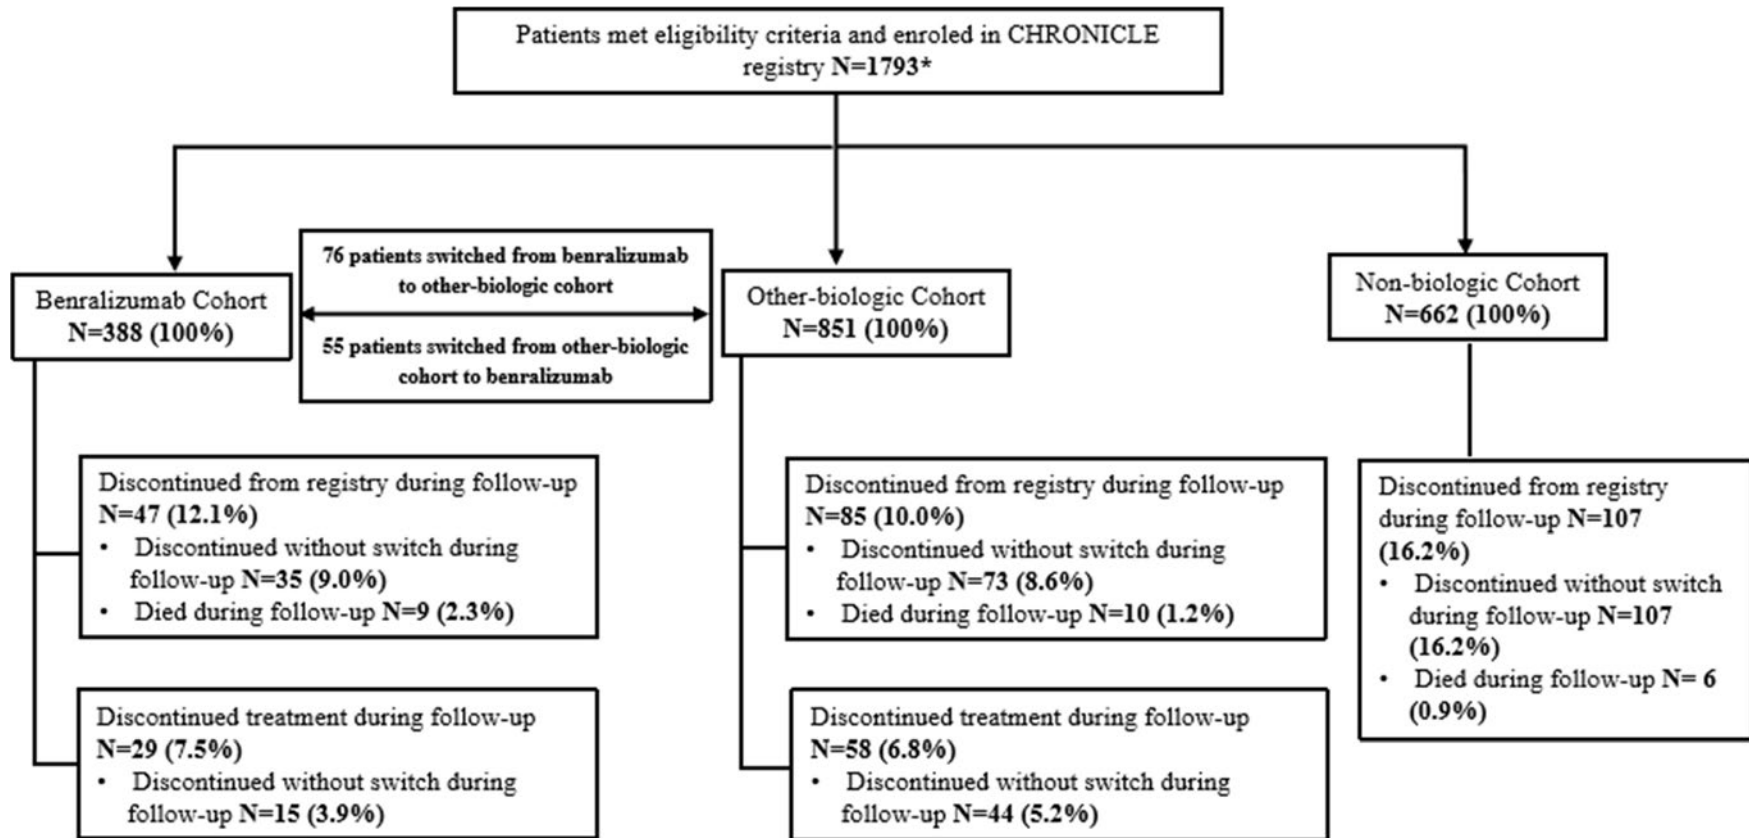 Patients met eligibility criteria and enroled in CHRONICLE
registry N=1793*
76 patients switched from benralizumab
to other-biologic cohort
55 patients switched from other-biologic
cohort to benralizumab
Benralizumab Cohort
N=388 (100%)
Other-biologic Cohort
N=851 (100%)
Non-biologic Cohort
N=662 (100%)
Discontinued from registry during follow-up
N=47 (12.1%)
• Discontinued without switch during
follow-up N=35 (9.0%)
• Died during follow-up N=9 (2.3%)
Discontinued from registry during follow-up
N=85 (10.0%)
• Discontinued without switch during
follow-up N=73 (8.6%)
• Died during follow-up N=10 (1.2%)
Discontinued from registry
during follow-up N=107
(16.2%)
• Discontinued without switch
during follow-up N=107
(16.2%)
• Died during follow-up N= 6
(0.9%)
Discontinued treatment during follow-up
N=29 (7.5%)
• Discontinued without switch during
follow-up N=15 (3.9%)
Discontinued treatment during follow-up
N=58 (6.8%)
• Discontinued without switch during
follow-up N=44 (5.2%)